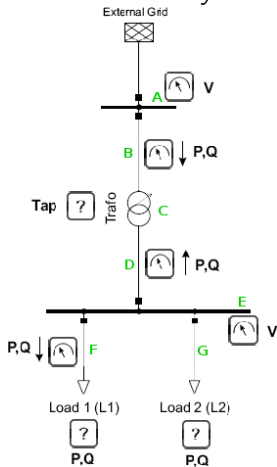 External Grid
A
V
B
P,Q
Tap
?
Trafo
C
D
P,Q
E
V
P,Q
F
G
Load 1 (L1)
Load 2 (L2)
?
?
P,Q
P,Q